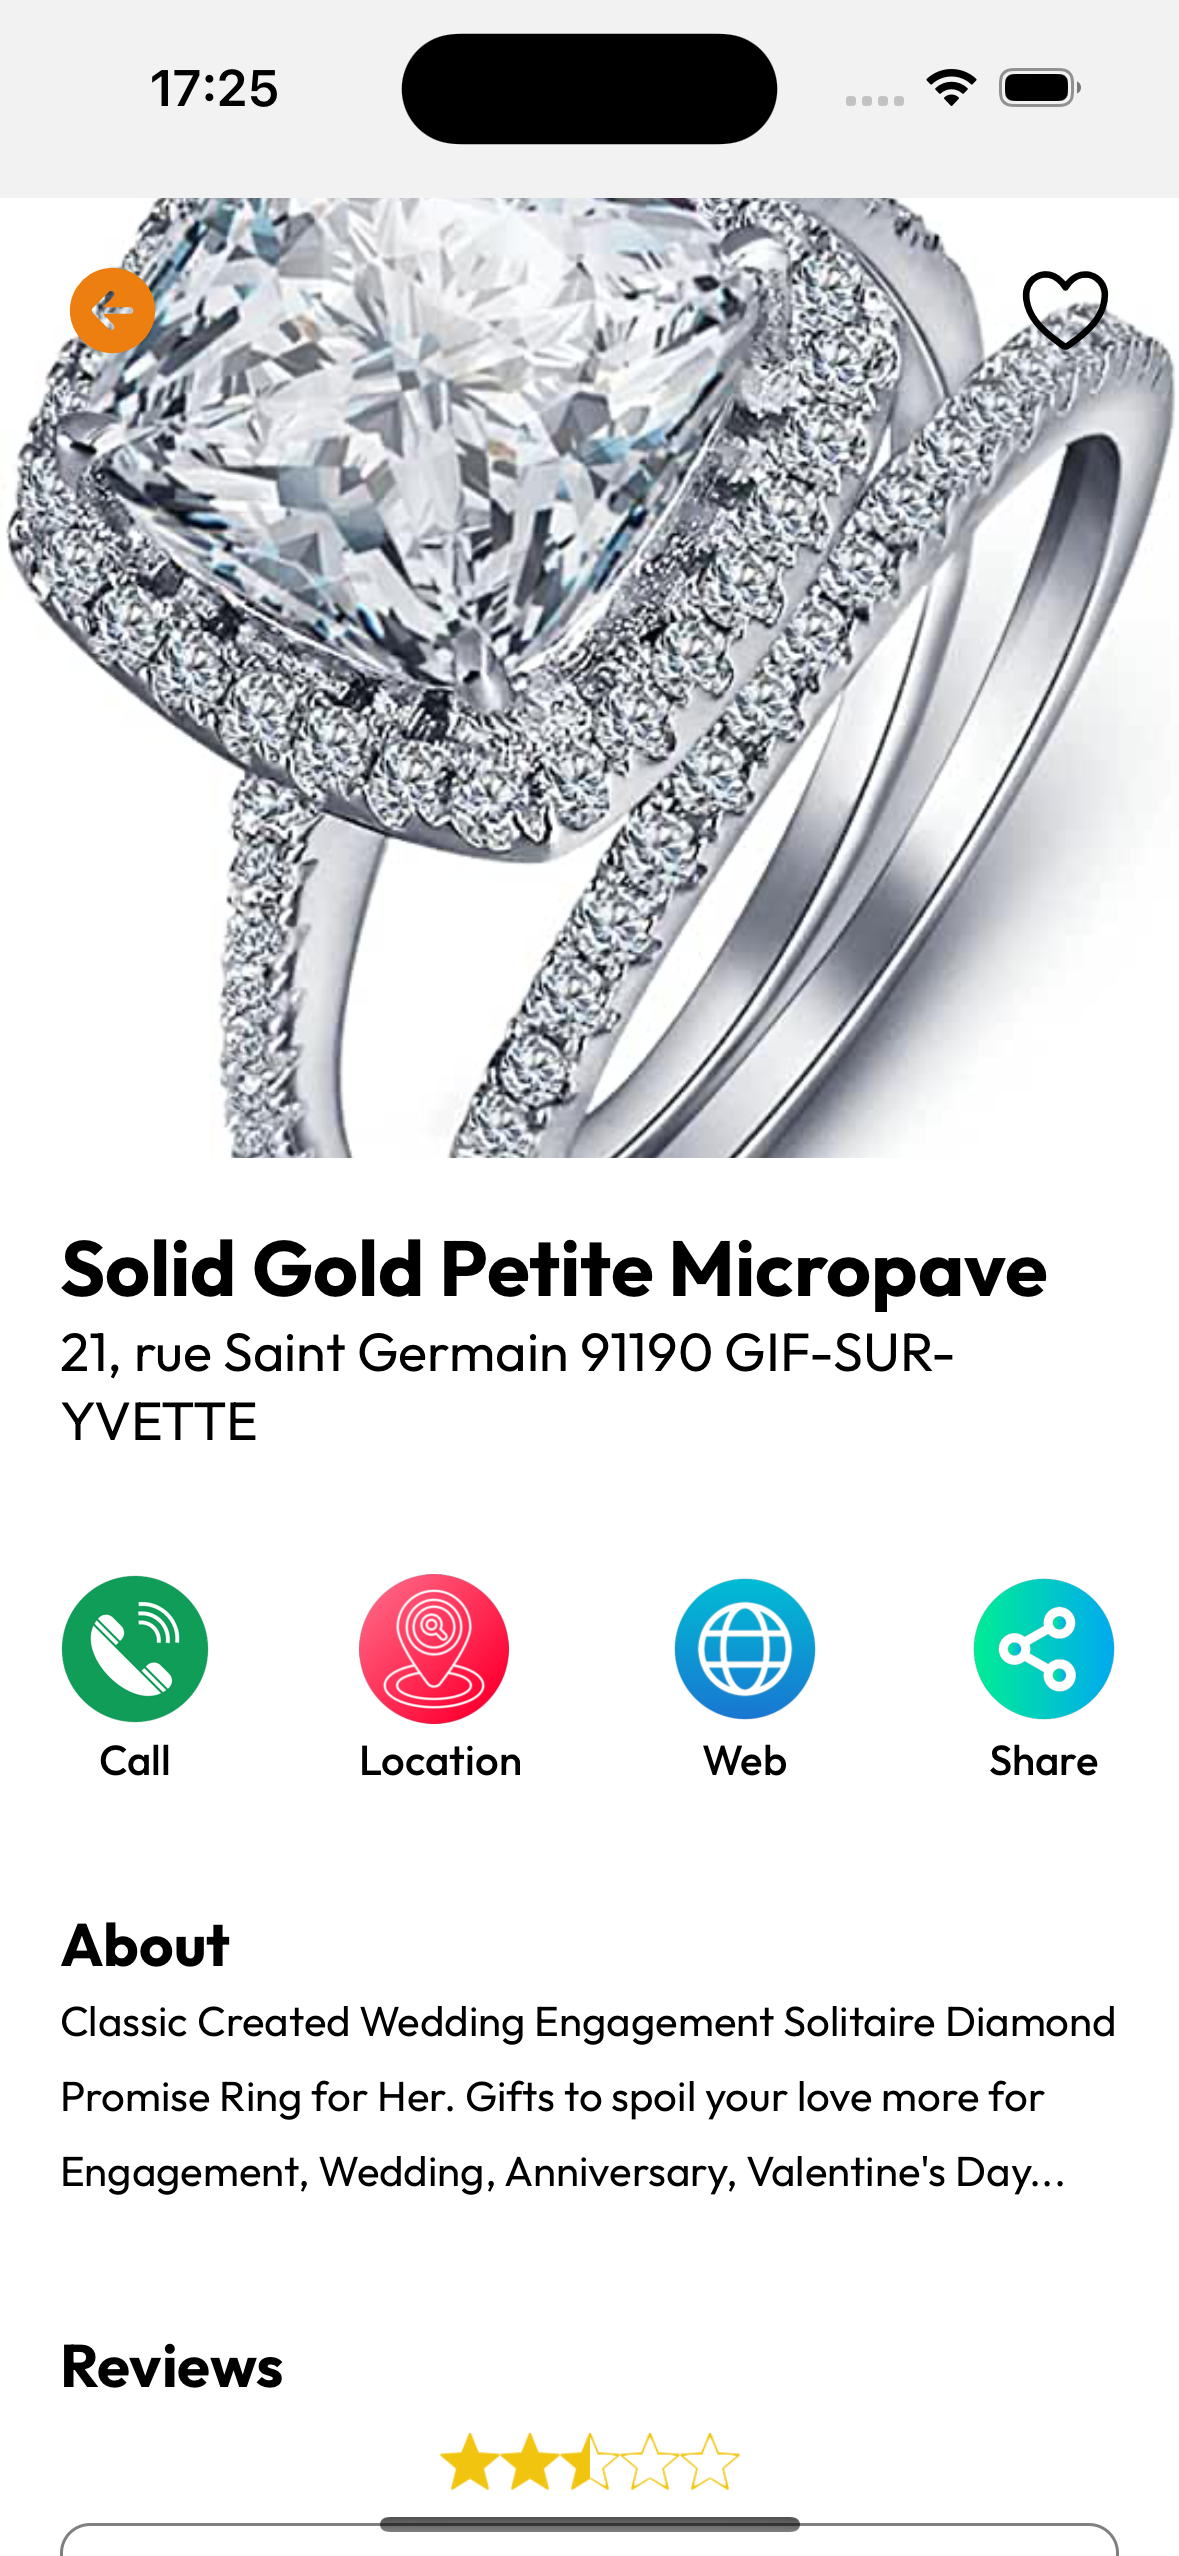 17:25
Solid Gold Petite Micropave
21, rue Saint Germain 91190 GIF-SUR-
YVETTE
Call
Location
Web
Share
About
Classic Created Wedding Engagement Solitaire Diamond
Promise Ring for Her. Gifts to spoil your love more for
Engagement, Wedding, Anniversary, Valentine's Day...
Reviews